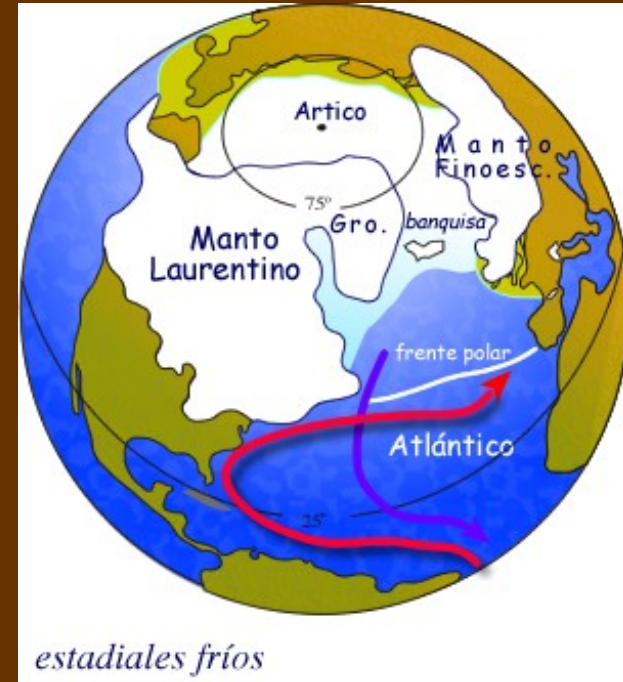 Artico
Manto
Finoesc.
75º
Gro.
banquisa
Manto
Laurentino
frente polar
Atlántico
25º
estadiales fríos